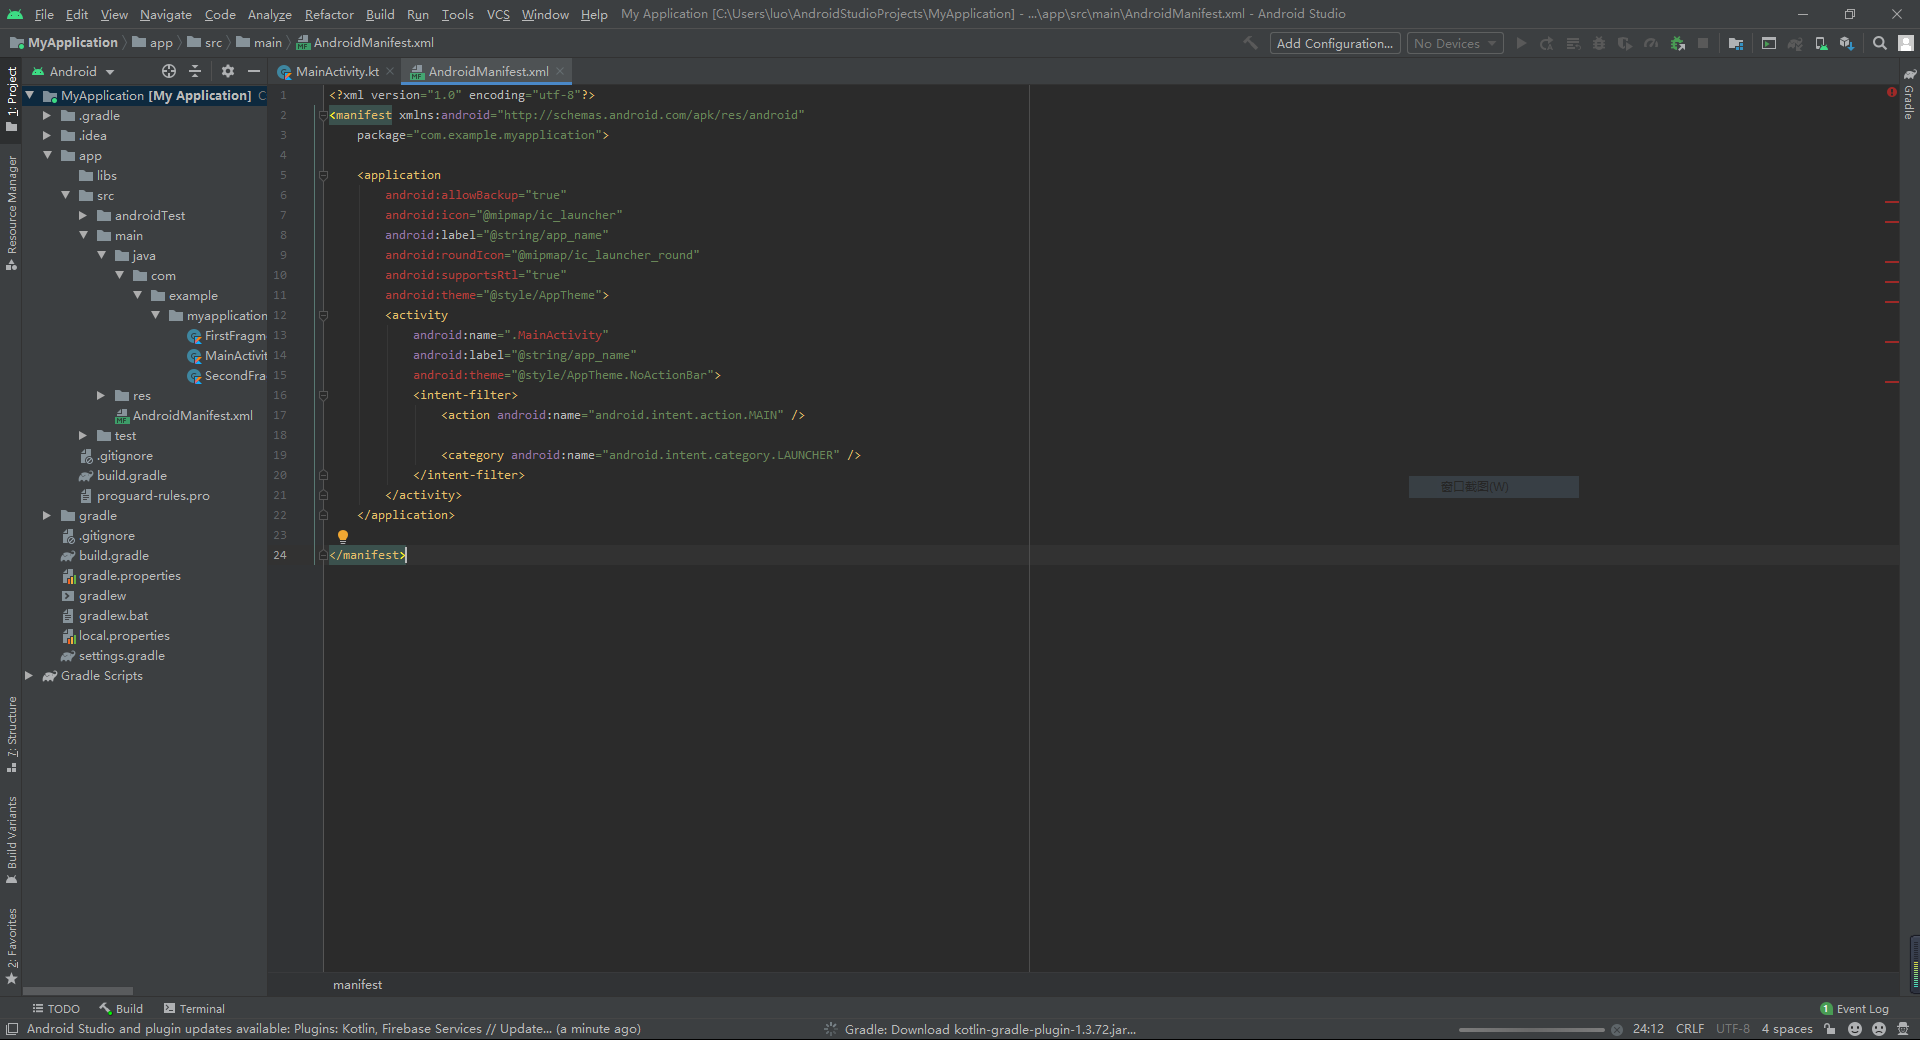 File Edit View Navigate Code Analyze Refactor Build Run Tools VCS Window Help My Application [C:\Users\luo\AndroidStudioProjects\MyApplication] - ...\app\src\main\AndroidManifest.xml - Android Studio
MyApplication app src main AndroidManifest.xml Add Configuration... No Devices
Android MainActivity.kt AndroidManifest.xml
1: Project
Resource Manager
7: Structure
Build Variants
2: Favorites
Gradle
MyApplication [My Application] C
.gradle
.idea
app
libs
src
androidTest
main
java
com
example
myapplication
FirstFragm
MainActivit
SecondFra
res
AndroidManifest.xml
test
.gitignore
build.gradle
proguard-rules.pro
gradle
.gitignore
build.gradle
gradle.properties
gradlew
gradlew.bat
local.properties
settings.gradle
Gradle Scripts
1 <?xml version="1.0" encoding="utf-8"?>
2 <manifest xmlns:android="http://schemas.android.com/apk/res/android"
3 package="com.example.myapplication">
4
5 <application
6 android:allowBackup="true"
7 android:icon="@mipmap/ic_launcher"
8 android:label="@string/app_name"
9 android:roundIcon="@mipmap/ic_launcher_round"
10 android:supportsRtl="true"
11 android:theme="@style/AppTheme">
12 <activity
13 android:name=".MainActivity"
14 android:label="@string/app_name"
15 android:theme="@style/AppTheme.NoActionBar">
16 <intent-filter>
17 <action android:name="android.intent.action.MAIN" />
18
19 <category android:name="android.intent.category.LAUNCHER" />
20 </intent-filter>
21 </activity>
22 </application>
23
24 </manifest>
窗口截图(W)
manifest
TODO Build Terminal 1 Event Log
Android Studio and plugin updates available: Plugins: Kotlin, Firebase Services // Update... (a minute ago) Gradle: Download kotlin-gradle-plugin-1.3.72.jar... 24:12 CRLF UTF-8 4 spaces